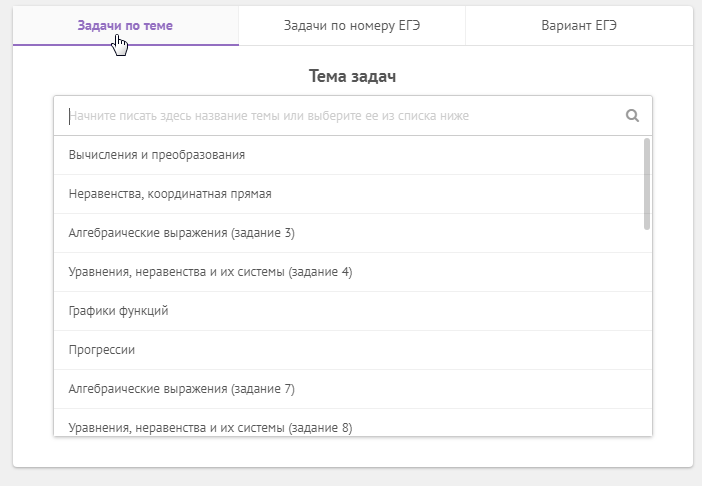 Задачи по теме
Задачи по номеру ЕГЭ
Вариант ЕГЭ
Тема задач
Начните писать здесь название темы или выберите ее из списка ниже
Вычисления и преобразования
Неравенства, координатная прямая
Алгебраические выражения (задание 3)
Уравнения, неравенства и их системы (задание 4)
Графики функций
Прогрессии
Алгебраические выражения (задание 7)
Уравнения, неравенства и их системы (задание 8)